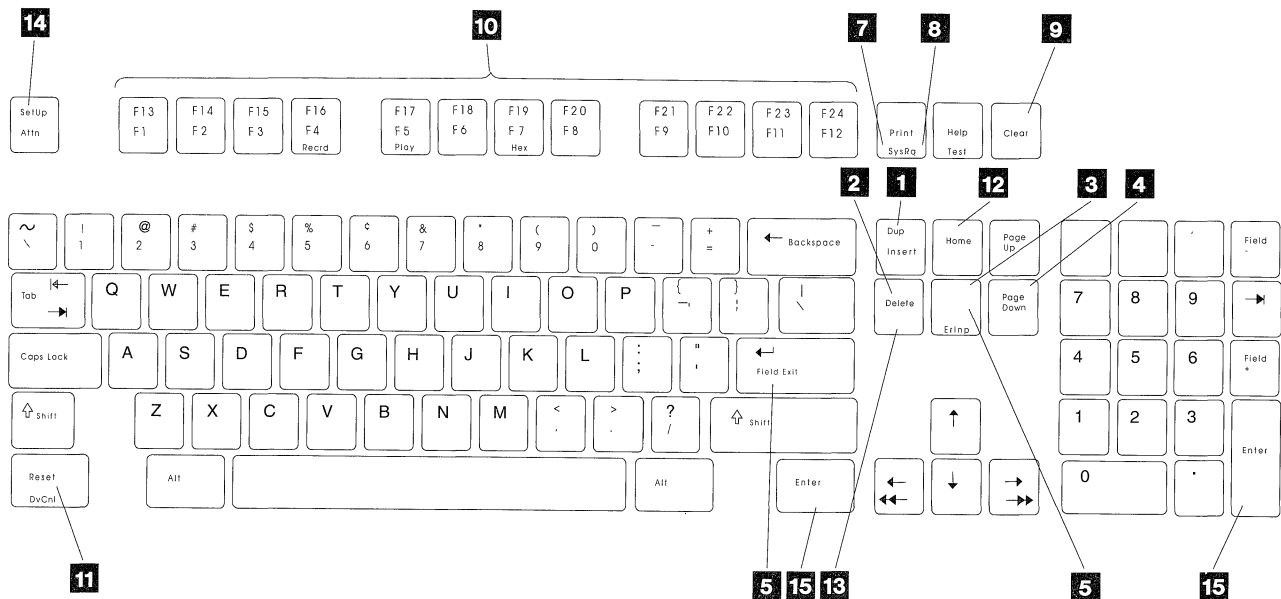 14 10 7 8 9
SetUp F13 F14 F15 F16 F17 F18 F19 F20 F21 F22 F23 F24
Attn F1 F2 F3 F4 F5 F6 F7 F8 F9 F10 F11 F12 Print Help Clear
Recrd Play Hex SysRq Test
2 1 12 3 4
~ ! @ # $ % ¢ & * ( ) — + ← Backspace Dup Home Page Up , Field -
\ 1 2 3 4 5 6 7 8 9 0 - = Insert
Tab |← →| Q W E R T Y U I O P { } | \ Delete ErInp Page Down 7 8 9 →|
Caps Lock A S D F G H J K L : ; " ' ↵ Field Exit 4 5 6 Field +
⇧ Shift Z X C V B N M < , > . ? / ⇧ Shift ↑ 1 2 3
Reset Alt Alt Enter ← ↓ → 0 . Enter
DvCnl
11 5 15 13 5 15